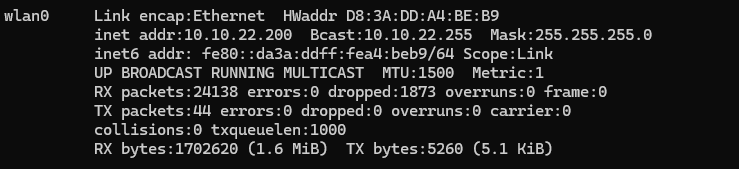 wlan0     Link encap:Ethernet  HWaddr D8:3A:DD:A4:BE:B9
          inet addr:10.10.22.200  Bcast:10.10.22.255  Mask:255.255.255.0
          inet6 addr: fe80::da3a:ddff:fea4:beb9/64 Scope:Link
          UP BROADCAST RUNNING MULTICAST  MTU:1500  Metric:1
          RX packets:24138 errors:0 dropped:1873 overruns:0 frame:0
          TX packets:44 errors:0 dropped:0 overruns:0 carrier:0
          collisions:0 txqueuelen:1000
          RX bytes:1702620 (1.6 MiB)  TX bytes:5260 (5.1 KiB)